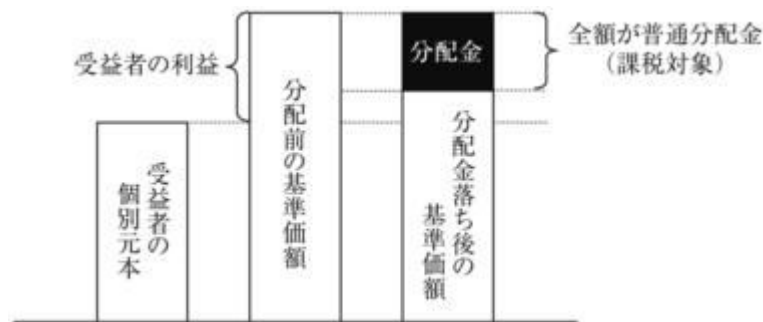 受益者の利益
受益者の
個別元本
分配前の基準価額
分配金
分配金落ち後の
基準価額
全額が普通分配金
（課税対象）